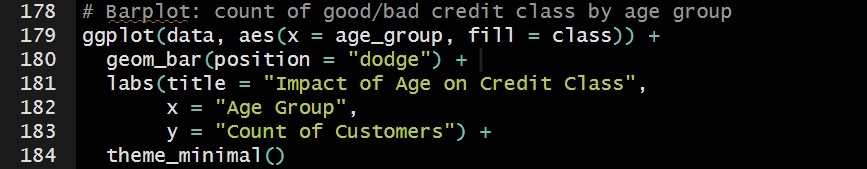 178 # Barplot: count of good/bad credit class by age group
179 ggplot(data, aes(x = age_group, fill = class)) +
180   geom_bar(position = "dodge") +
181   labs(title = "Impact of Age on Credit Class",
182        x = "Age Group",
183        y = "Count of Customers") +
184   theme_minimal()